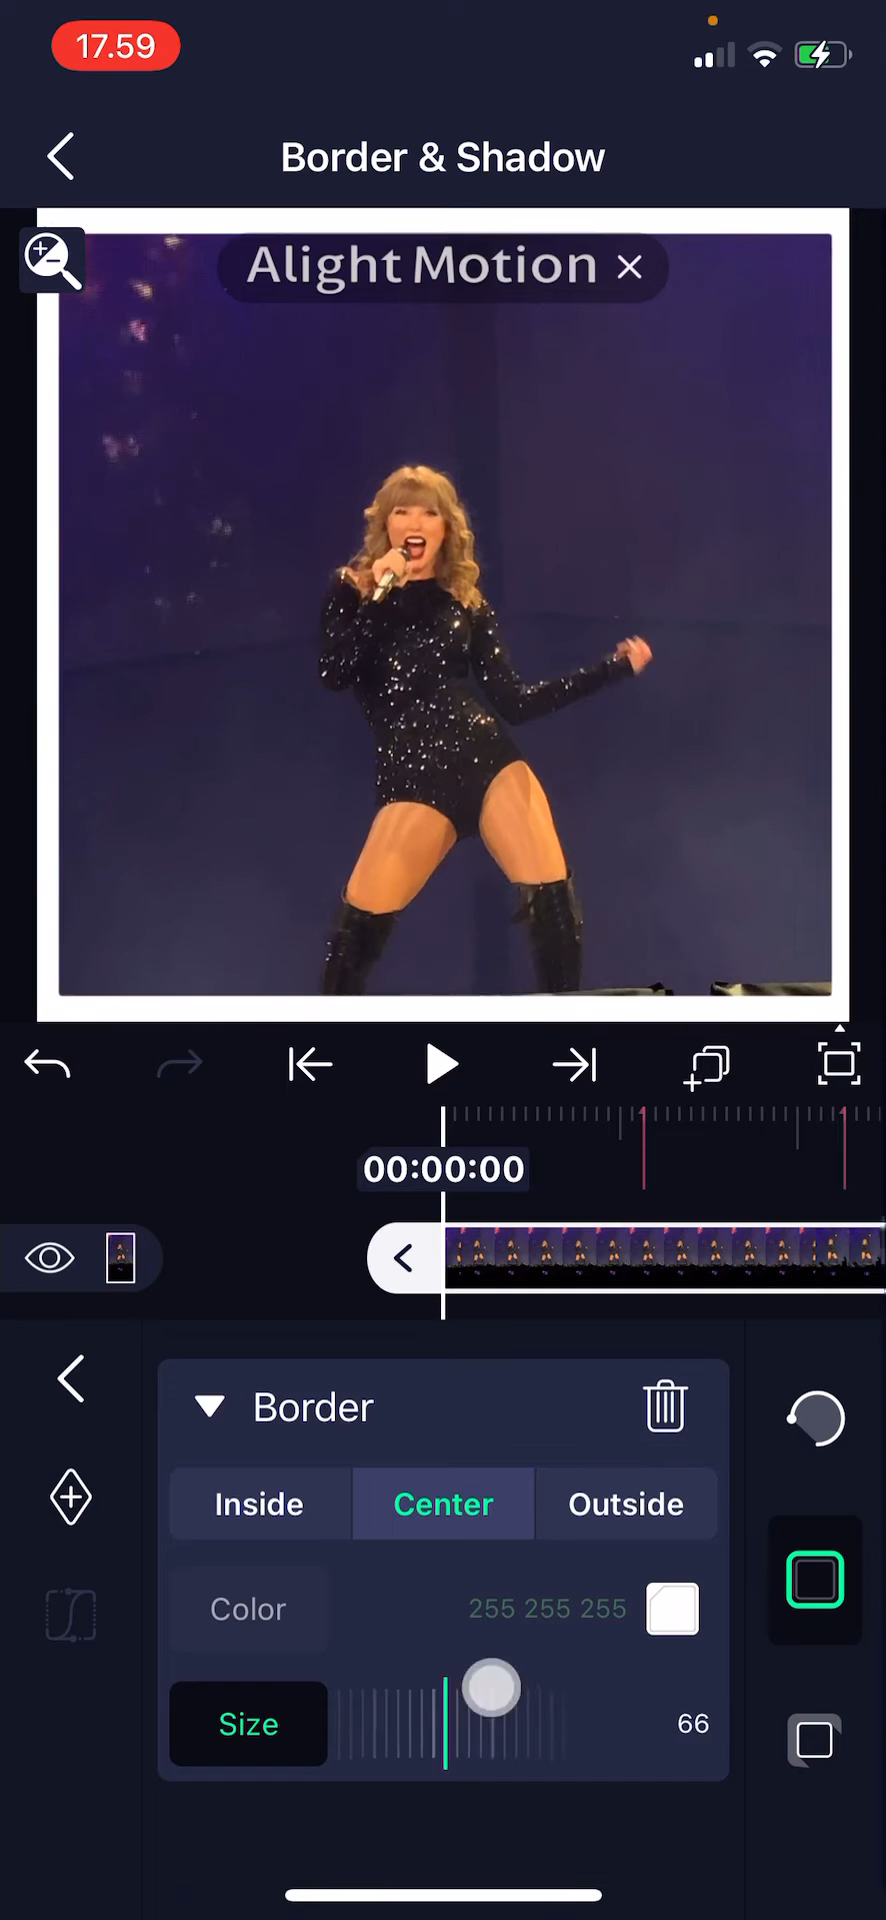 17.59
Border & Shadow
Alight Motion ×
00:00:00
Border
Inside Center Outside
Color 255 255 255
Size 66